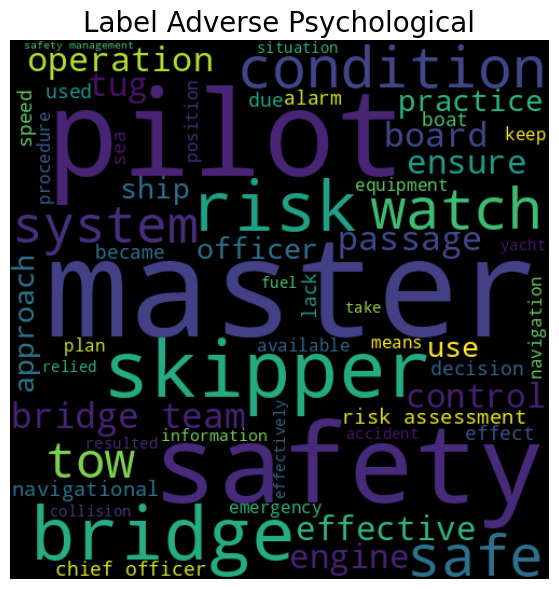 Label Adverse Psychological
safety management
situation
operation
condition
used
tug
due
alarm
practice
speed
pilot
position
boat
keep
procedure
sea
board
ensure
ship
risk
equipment
watch
system
officer
passage
became
yacht
master
approach
fuel
lack
take
navigation
plan
available
means
use
relied
skipper
decision
control
bridge team
risk assessment
resulted
information
effectively
accident
effect
tow
safety
navigational
collision
emergency
bridge
effective
engine
safe
chief officer